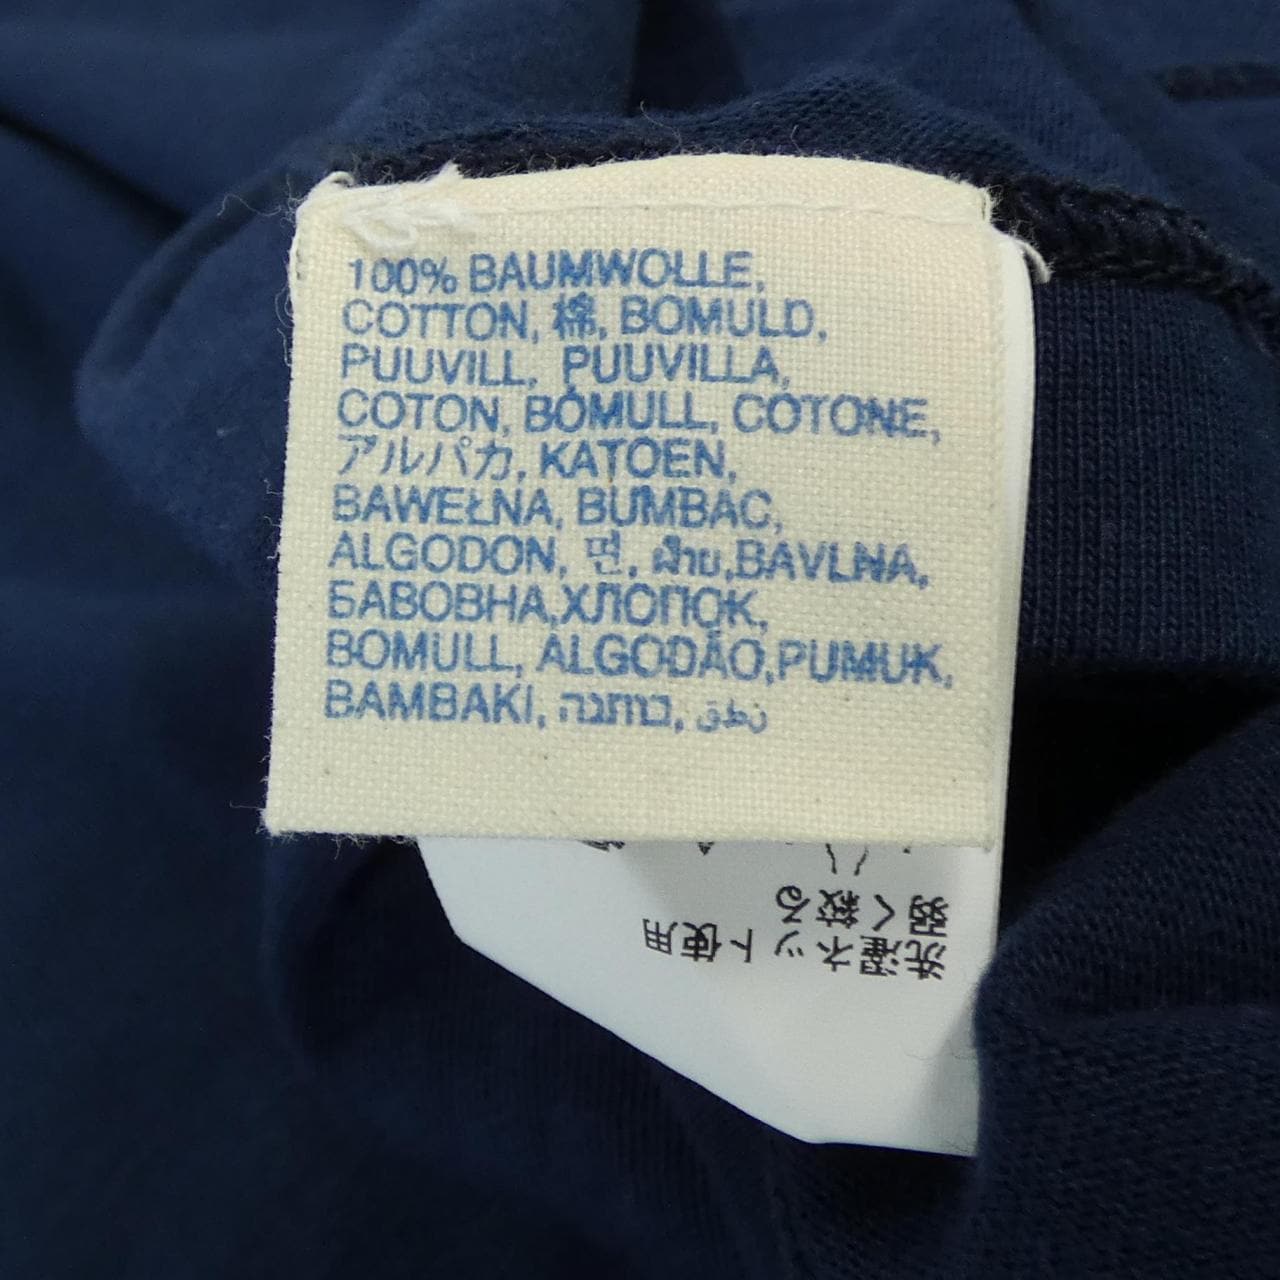 100% BAUMWOLLE,
COTTON, 棉, BOMULD,
PUUVILL, PUUVILLA,
COTON, BOMULL, COTONE,
アルパカ, KATOEN,
BAWEŁNA, BUMBAC,
ALGODON, 면, ฝ้าย, BAVLNA,
БАВОВНА, ХЛОПОК,
BOMULL, ALGODÃO, PUMUK,
BAMBAKI, כותנה, قطن
洗濯ネット使用
弱く絞る